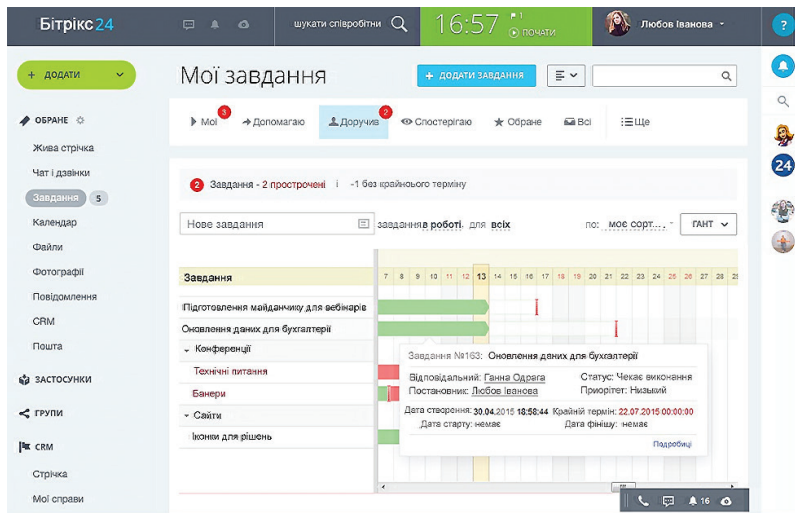 Бітрікс 24
шукати співробітни
16:57
1
ПОЧАТИ
Любов Іванова
?
+ ДОДАТИ
Мої завдання
+ ДОДАТИ ЗАВДАННЯ
Мої 3
Допомагаю
Доручив 2
Спостерігаю
Обране
Всі
Ще
ОБРАНЕ
Жива стрічка
Чат і дзвінки
Завдання 5
Календар
Файли
Фотографії
Повідомлення
CRM
Пошта
ЗАСТОСУНКИ
ГРУПИ
CRM
Стрічка
Мої справи
24
2 Завдання - 2 прострочені і -1 без крайнього терміну
Нове завдання
завдання в роботі, для всіх
по: моє сорт...
ГАНТ
Завдання
7 8 9 10 11 12 13 14 15 16 17 18 19 20 21 22 23 24 25 26 27 28
Підготовлення майданчику для вебінарів
Оновлення даних для бухгалтерії
Конференції
Технічні питання
Банери
Сайти
Іконки для рішень
Завдання №163: Оновлення даних для бухгалтерії
Відповідальний: Ганна Одрага Статус: Чекає виконання
Постановник: Любов Іванова Приорітет: Низький
Дата створення: 30.04.2015 18:58:44 Крайній термін: 22.07.2015 00:00:00
Дата старту: немає Дата фінішу: немає
Подробиці
16